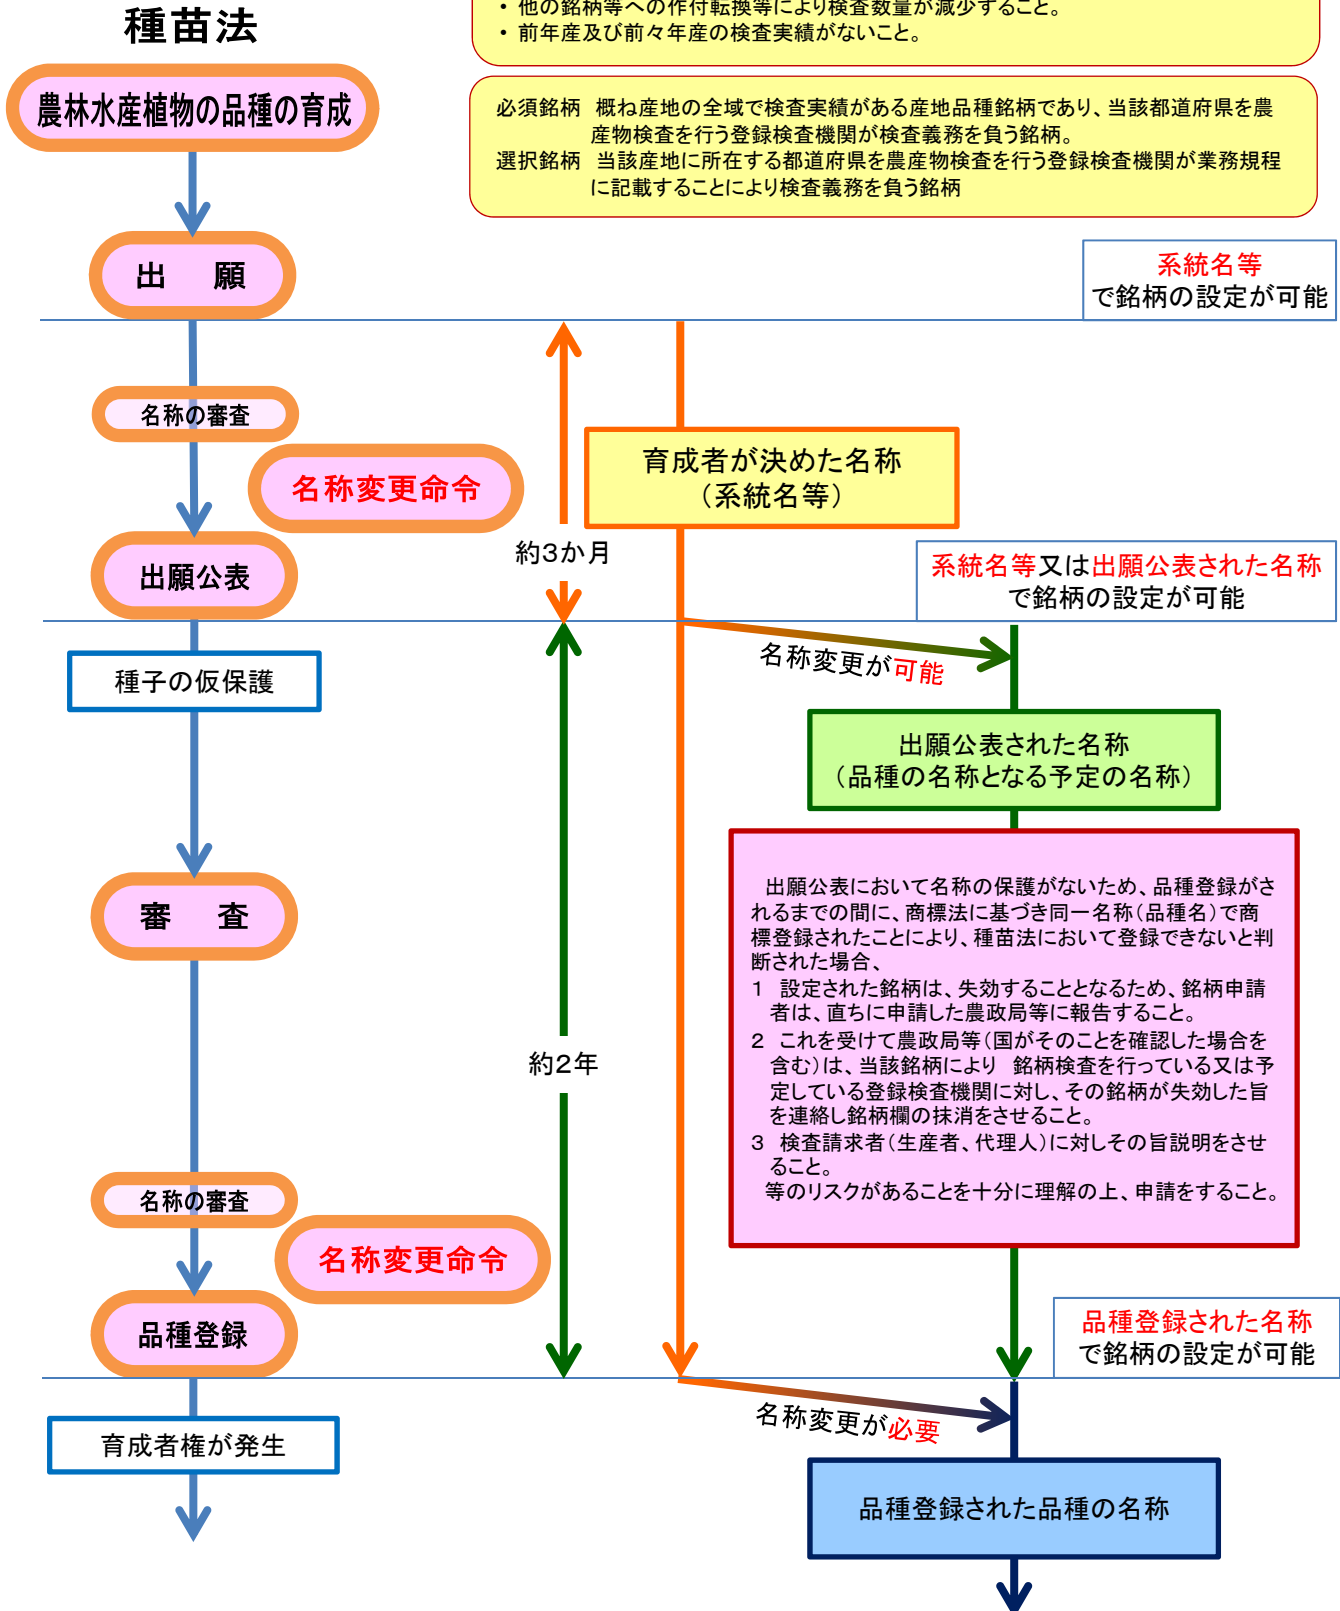 種苗法
・ 他の銘柄等への作付転換等により検査数量が減少すること。
・ 前年産及び前々年産の検査実績がないこと。
農林水産植物の品種の育成
必須銘柄　概ね産地の全域で検査実績がある産地品種銘柄であり、当該都道府県を農
産物検査を行う登録検査機関が検査義務を負う銘柄。
選択銘柄　当該産地に所在する都道府県を農産物検査を行う登録検査機関が業務規程
に記載することにより検査義務を負う銘柄
出　願
系統名等
で銘柄の設定が可能
名称の審査
名称変更命令
育成者が決めた名称
（系統名等）
約3か月
出願公表
系統名等又は出願公表された名称
で銘柄の設定が可能
名称変更が可能
種子の仮保護
出願公表された名称
（品種の名称となる予定の名称）
出願公表において名称の保護がないため、品種登録がさ
れるまでの間に、商標法に基づき同一名称（品種名）で商
標登録されたことにより、種苗法において登録できないと判
断された場合、
1　設定された銘柄は、失効することとなるため、銘柄申請
者は、直ちに申請した農政局等に報告すること。
2　これを受けて農政局等（国がそのことを確認した場合を
含む）は、当該銘柄により　銘柄検査を行っている又は予
定している登録検査機関に対し、その銘柄が失効した旨
を連絡し銘柄欄の抹消をさせること。
3　検査請求者（生産者、代理人）に対しその旨説明をさせ
ること。
等のリスクがあることを十分に理解の上、申請をすること。
審　査
約2年
名称の審査
名称変更命令
品種登録
品種登録された名称
で銘柄の設定が可能
名称変更が必要
育成者権が発生
品種登録された品種の名称